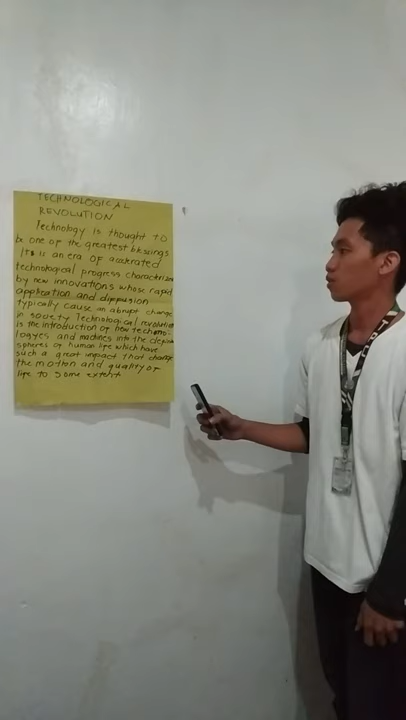 TECHNOLOGICAL
REVOLUTION
Technology is thought to
be one of the greatest blessings
It is an era of accelerated
technological progress characterized
by new innovations whose rapid
application and diffusion
typically cause an abrupt change
in society Technological revolution
is the introduction of new techno-
logyes and machines into the
spheres of human life which have
such a great impact that change
the motion and quality of
life to some extent